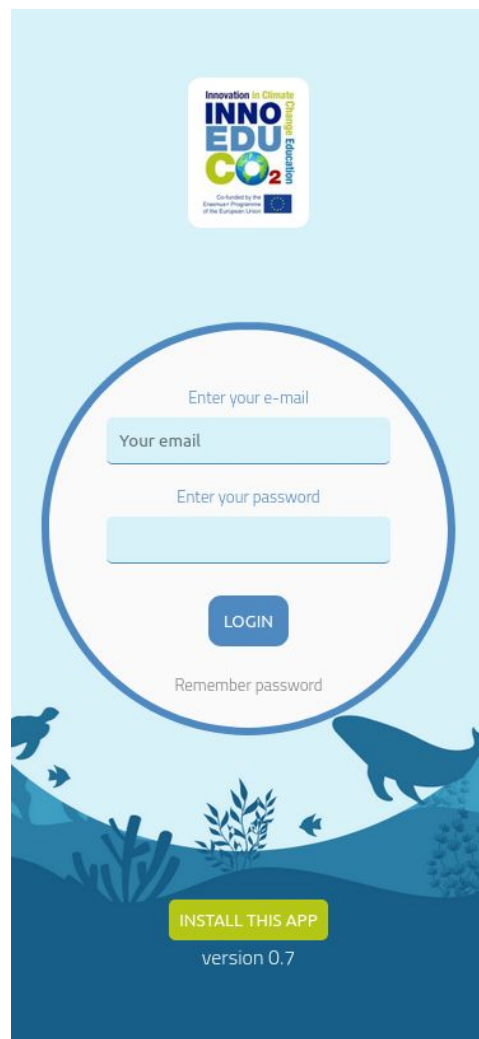 Innovation in Climate
Change Education
INNO
EDU
CO2
Co-funded by the
Erasmus+ Programme
of the European Union
Enter your e-mail
Your email
Enter your password
LOGIN
Remember password
INSTALL THIS APP
version 0.7